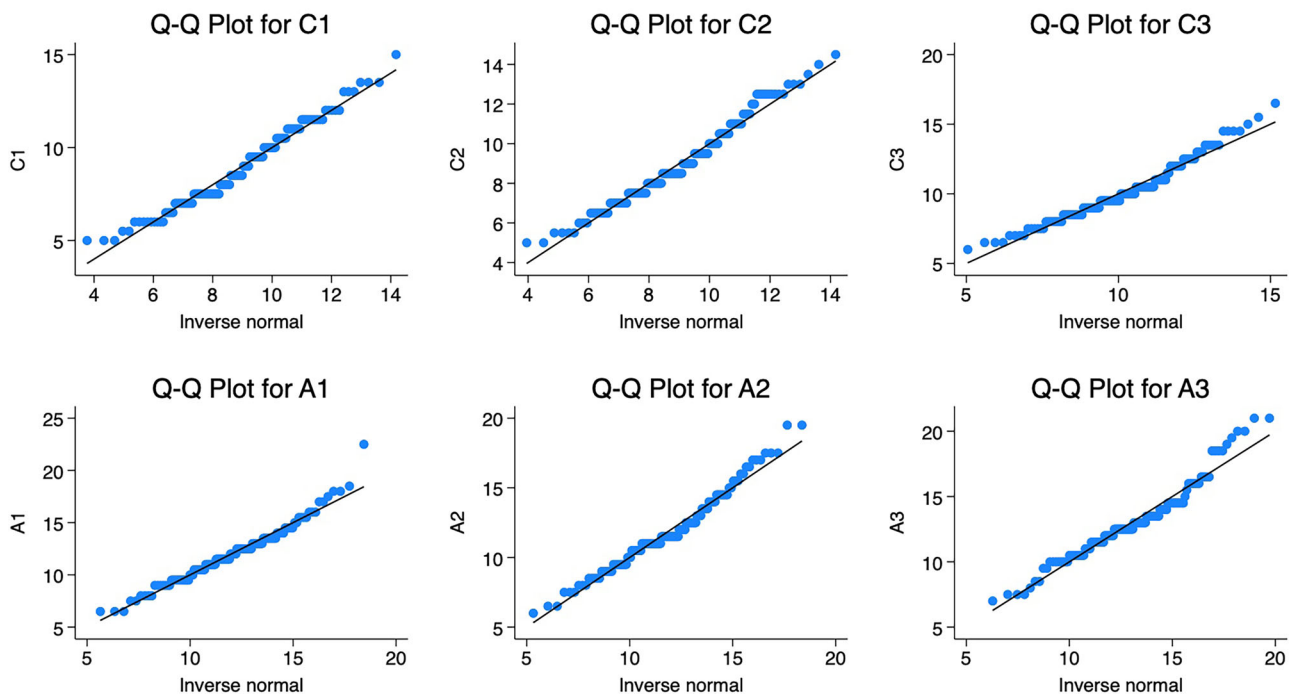 Q-Q Plot for C1
15
10
5
C1
4 6 8 10 12 14
Inverse normal
Q-Q Plot for C2
14
12
10
8
6
4
C2
4 6 8 10 12 14
Inverse normal
Q-Q Plot for C3
20
15
10
5
C3
5 10 15
Inverse normal
Q-Q Plot for A1
25
20
15
10
5
A1
5 10 15 20
Inverse normal
Q-Q Plot for A2
20
15
10
5
A2
5 10 15 20
Inverse normal
Q-Q Plot for A3
20
15
10
5
A3
5 10 15 20
Inverse normal